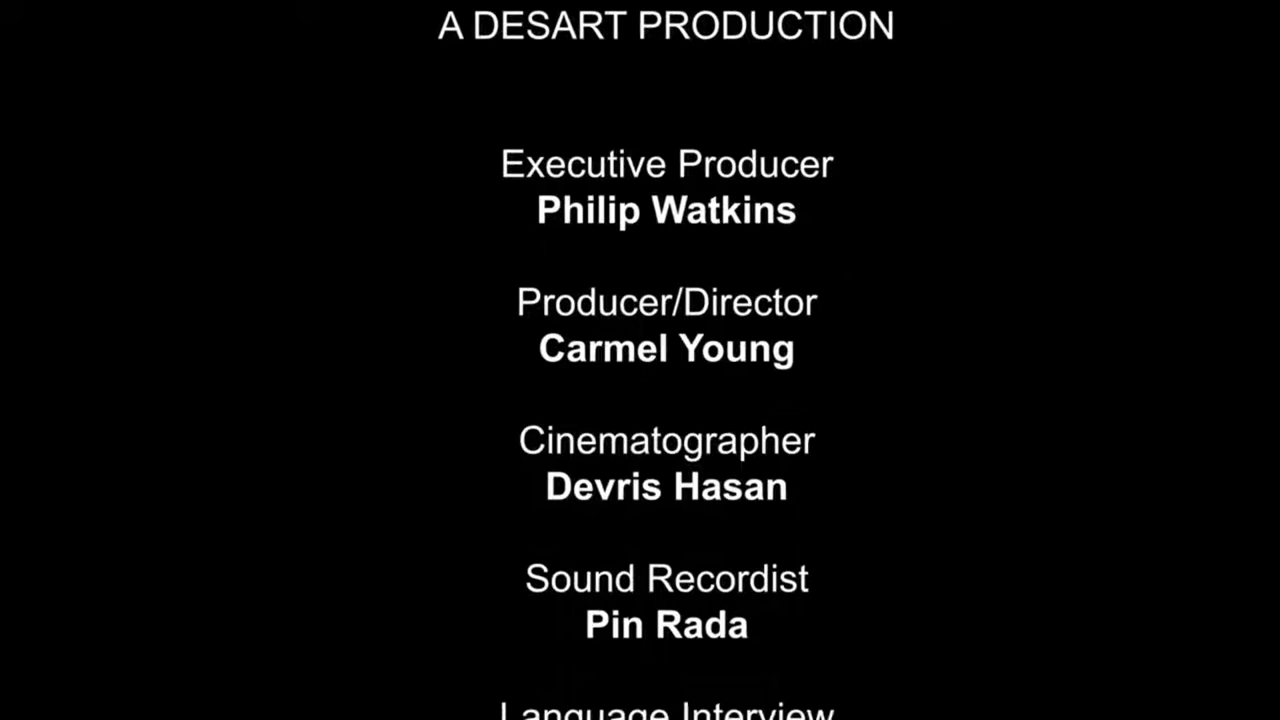 A DESART PRODUCTION
Executive Producer
Philip Watkins
Producer/Director
Carmel Young
Cinematographer
Devris Hasan
Sound Recordist
Pin Rada
Language Interview